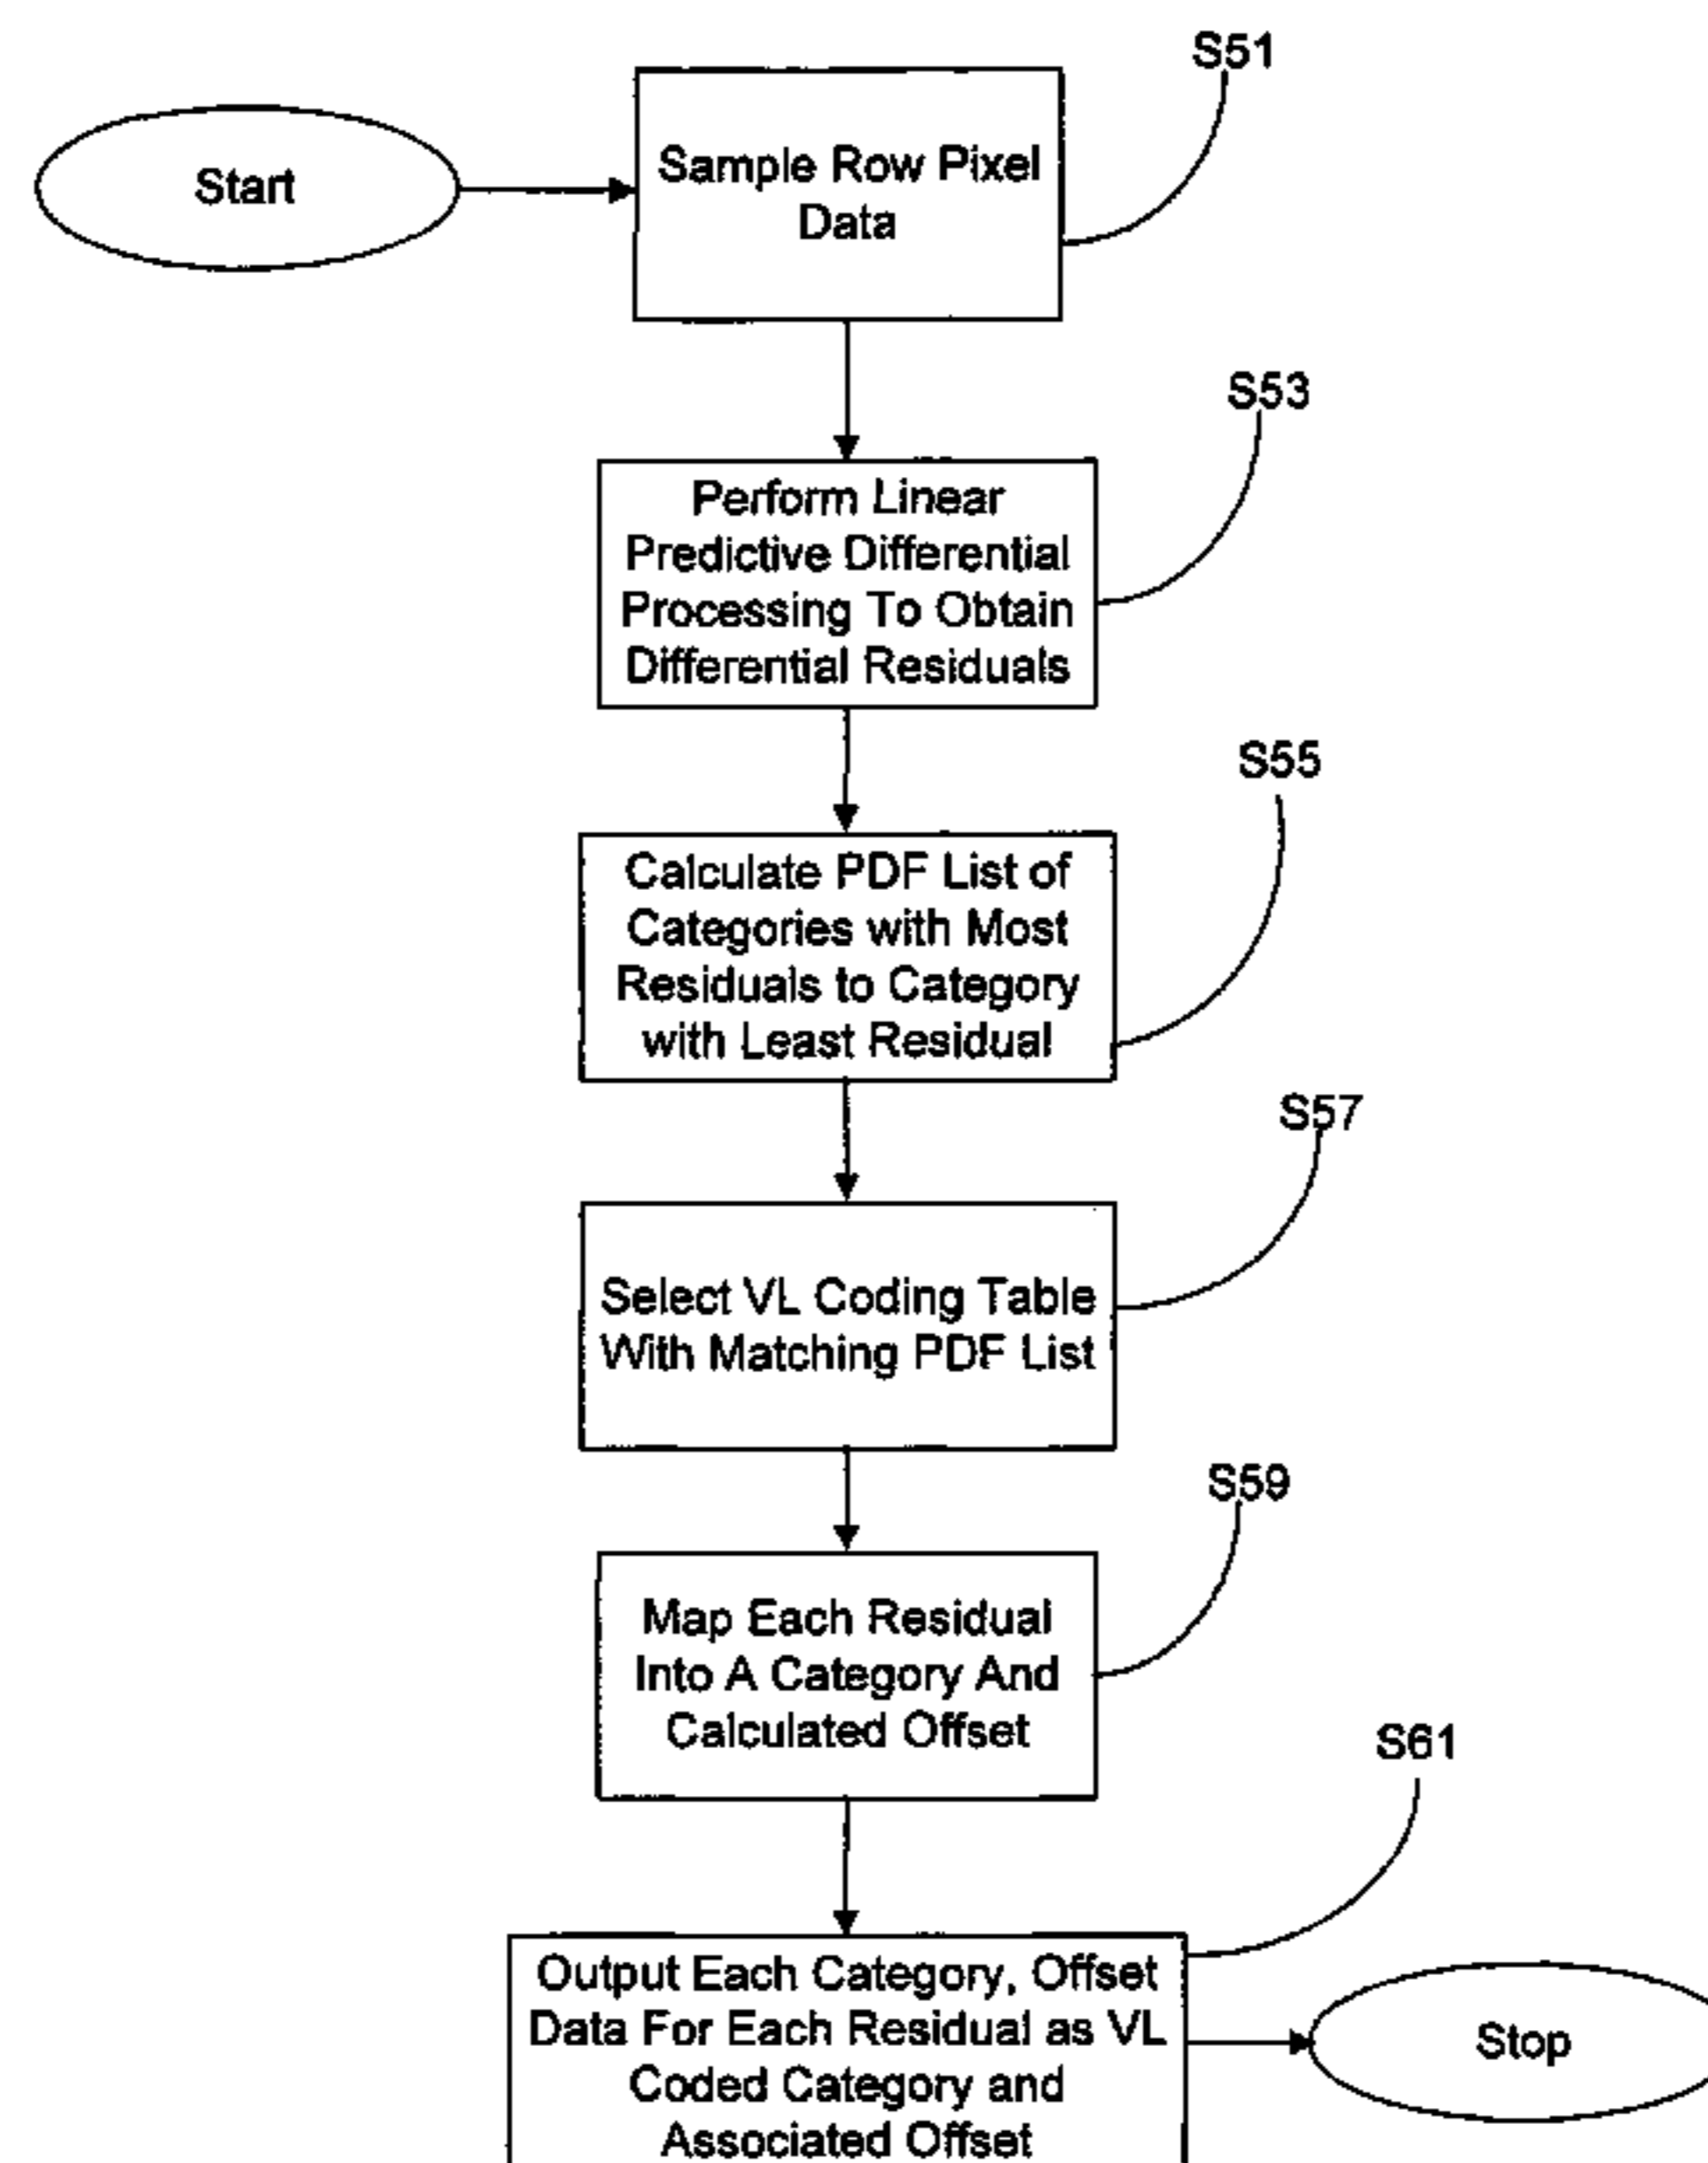 S51
Start
Sample Row Pixel
Data
S53
Perform Linear
Predictive Differential
Processing To Obtain
Differential Residuals
S55
Calculate PDF List of
Categories with Most
Residuals to Category
with Least Residual
S57
Select VL Coding Table
With Matching PDF List
S59
Map Each Residual
Into A Category And
Calculated Offset
S61
Output Each Category, Offset
Data For Each Residual as VL
Coded Category and
Associated Offset
Stop